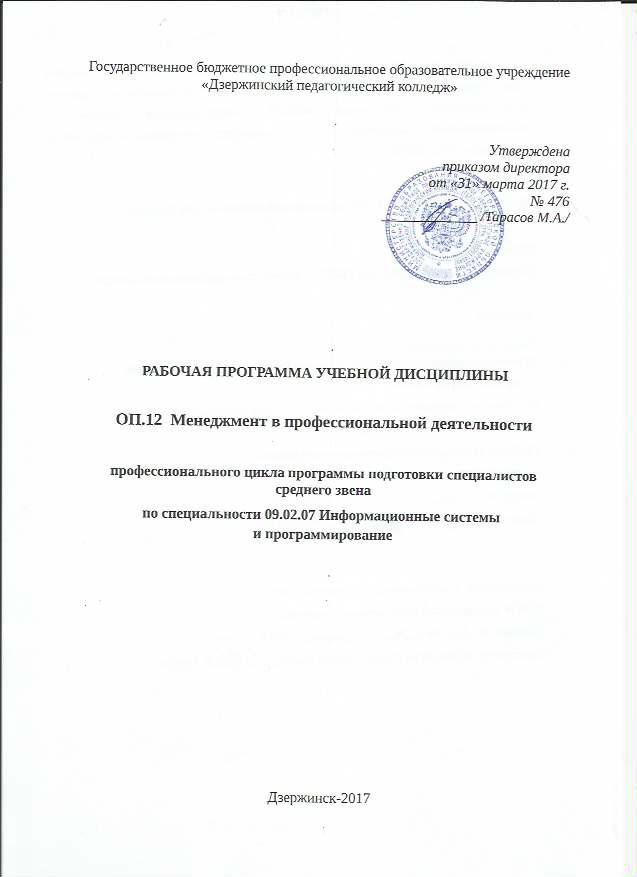 Государственное бюджетное профессиональное образовательное учреждение
«Дзержинский педагогический колледж»
Утверждена
приказом директора
от «31» марта 2017 г.
№ 476
/Тарасов М.А./
РАБОЧАЯ ПРОГРАММА УЧЕБНОЙ ДИСЦИПЛИНЫ
ОП.12 Менеджмент в профессиональной деятельности
профессионального цикла программы подготовки специалистов
среднего звена
по специальности 09.02.07 Информационные системы
и программирование
Дзержинск-2017